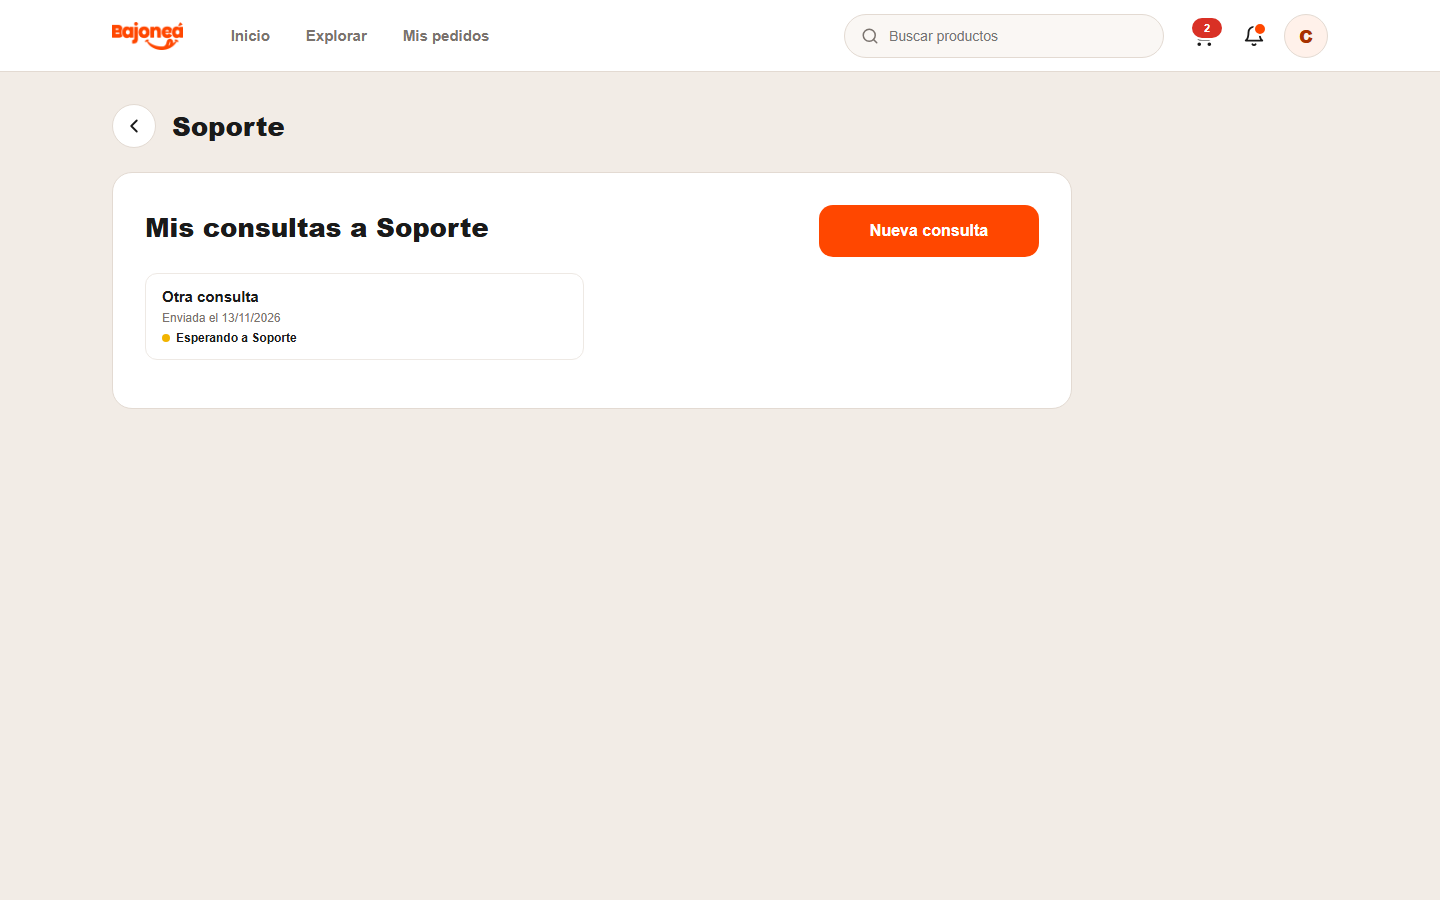 Bajoneá
Inicio
Explorar
Mis pedidos
Buscar productos
2
C
Soporte
Mis consultas a Soporte
Nueva consulta
Otra consulta
Enviada el 13/11/2026
Esperando a Soporte